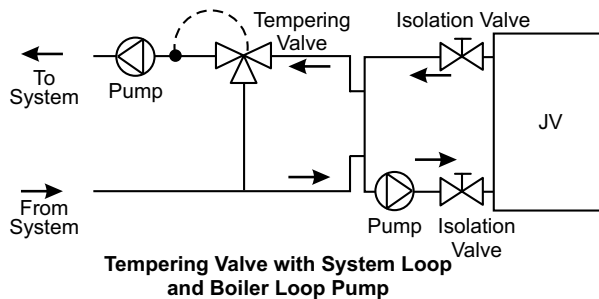 Tempering
Valve
Isolation Valve
To
System
Pump
JV
From
System
Pump
Isolation
Valve
Tempering Valve with System Loop
and Boiler Loop Pump